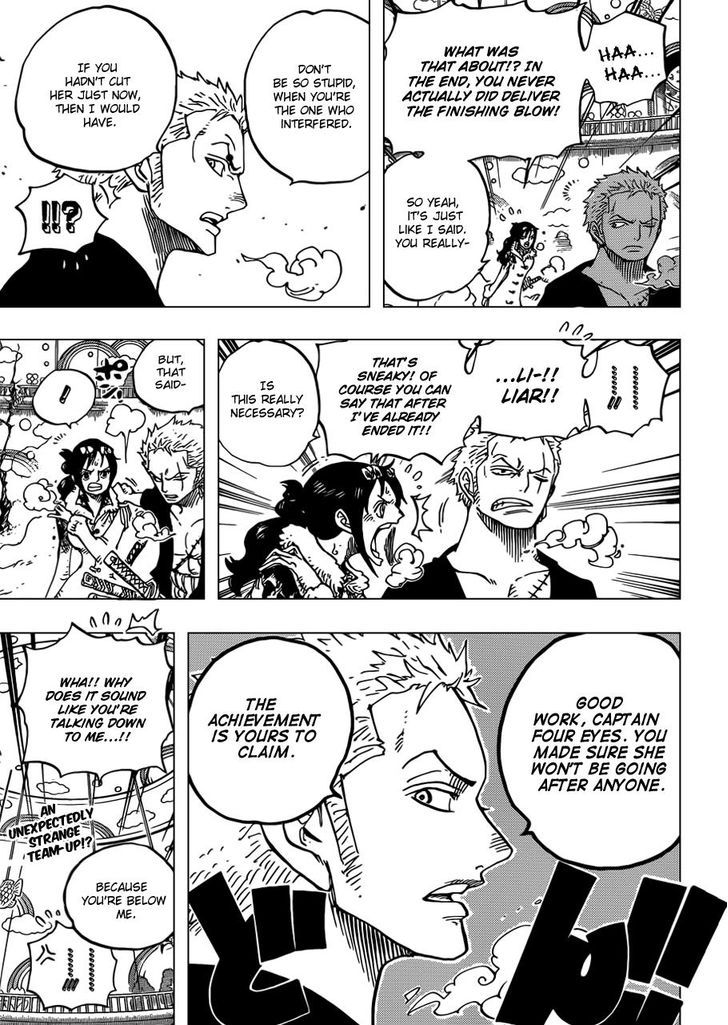 HAA...
HAA...
WHAT WAS
THAT ABOUT!? IN
THE END, YOU NEVER
ACTUALLY DID DELIVER
THE FINISHING BLOW!
SO YEAH,
IT'S JUST
LIKE I SAID.
YOU REALLY-
DON'T
BE SO STUPID,
WHEN YOU'RE
THE ONE WHO
INTERFERED.
IF YOU
HADN'T CUT
HER JUST NOW,
THEN I WOULD
HAVE.
!!?
!!
...LI-!!
LIAR!!
THAT'S
SNEAKY! OF
COURSE YOU CAN
SAY THAT AFTER
I'VE ALREADY
ENDED IT!!
IS
THIS REALLY
NECESSARY?
BUT,
THAT
SAID-
ポン
!
GOOD
WORK, CAPTAIN
FOUR EYES. YOU
MADE SURE SHE
WON'T BE GOING
AFTER ANYONE.
THE
ACHIEVEMENT
IS YOURS TO
CLAIM.
ど
ん!!
WHA!! WHY
DOES IT SOUND
LIKE YOU'RE
TALKING DOWN
TO ME...!!
AN
UNEXPECTEDLY
STRANGE
TEAM-UP!?
BECAUSE
YOU'RE BELOW
ME.
!!